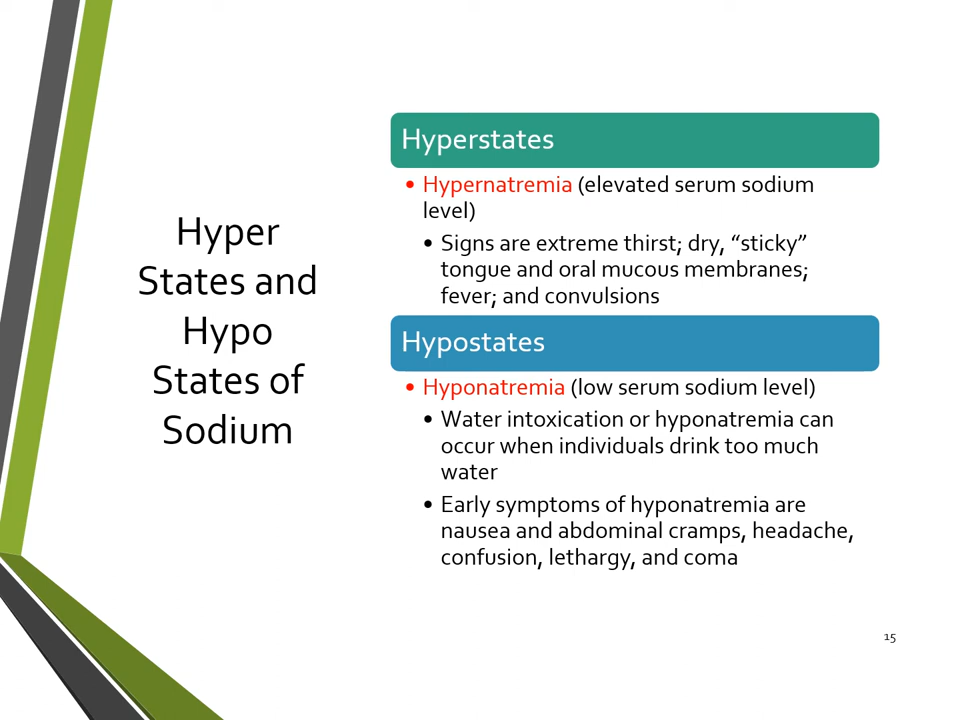 Hyper
States and
Hypo
States of
Sodium
Hyperstates
• Hypernatremia (elevated serum sodium
level)
• Signs are extreme thirst; dry, “sticky”
tongue and oral mucous membranes;
fever; and convulsions
Hypostates
• Hyponatremia (low serum sodium level)
• Water intoxication or hyponatremia can
occur when individuals drink too much
water
• Early symptoms of hyponatremia are
nausea and abdominal cramps, headache,
confusion, lethargy, and coma
15